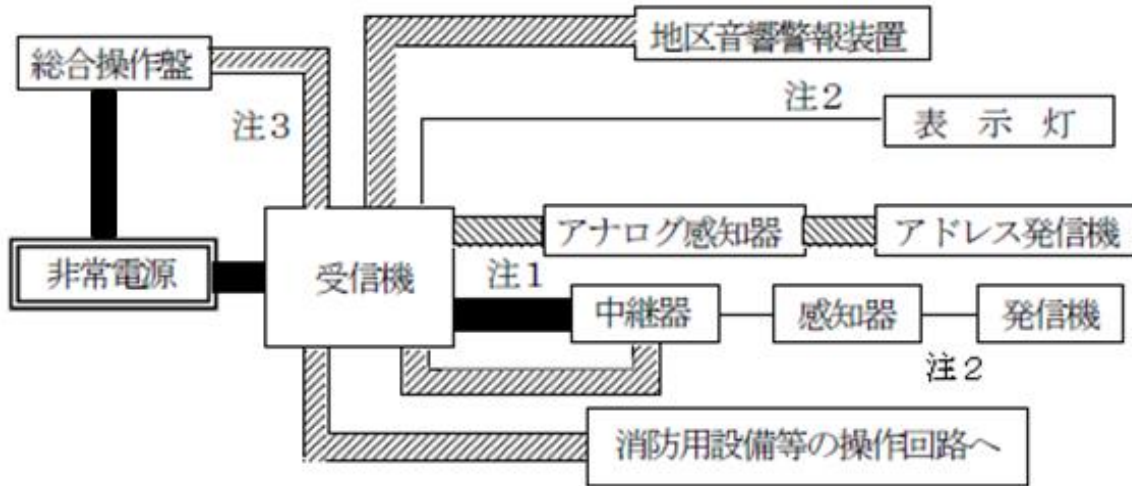 地区音響警報装置
総合操作盤
注2
注3
表 示 灯
アナログ感知器
アドレス発信機
非常電源
受信機
注1
中継器
感知器
発信機
注2
消防用設備等の操作回路へ